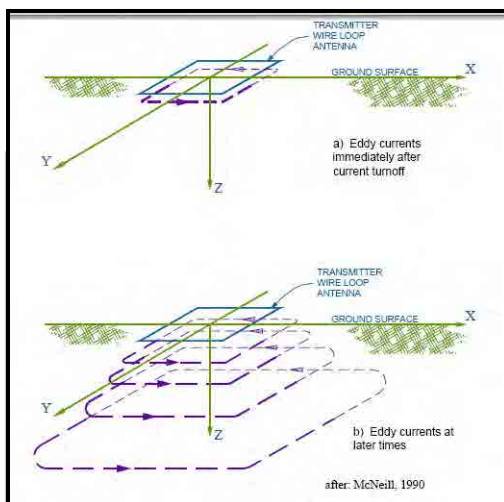 TRANSMITTER
WIRE LOOP
ANTENNA
GROUND SURFACE
X
Y
Z
a) Eddy currents
immediately after
current turnoff
TRANSMITTER
WIRE LOOP
ANTENNA
GROUND SURFACE
X
Y
Z
b) Eddy currents at
later times
after: McNeill, 1990